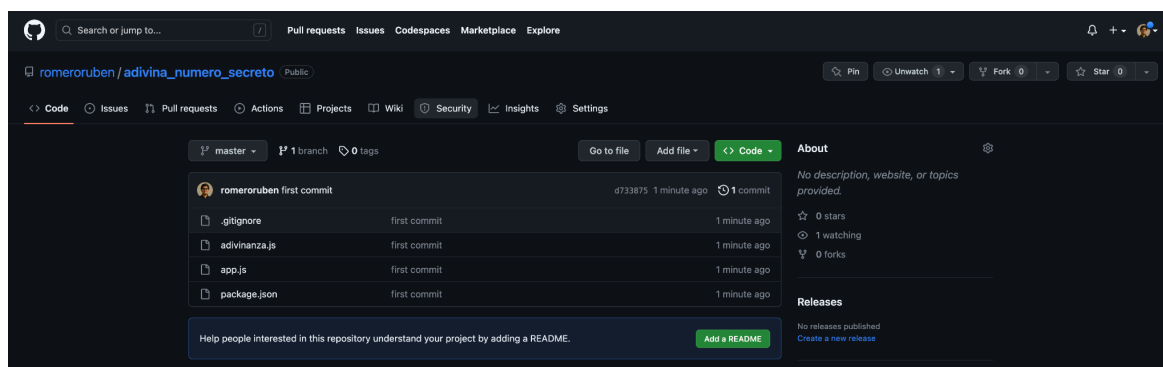 Search or jump to... /
Pull requests Issues Codespaces Marketplace Explore
romeroruben / adivina_numero_secreto Public
Pin Unwatch 1 Fork 0 Star 0
Code Issues Pull requests Actions Projects Wiki Security Insights Settings
master 1 branch 0 tags Go to file Add file Code
romeroruben first commit d733875 1 minute ago 1 commit
.gitignore first commit 1 minute ago
adivinanza.js first commit 1 minute ago
app.js first commit 1 minute ago
package.json first commit 1 minute ago
Help people interested in this repository understand your project by adding a README. Add a README
About
No description, website, or topics
provided.
0 stars
1 watching
0 forks
Releases
No releases published
Create a new release